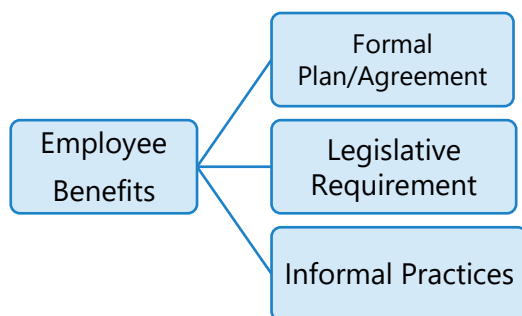 Formal
Plan/Agreement
Employee
Benefits
Legislative
Requirement
Informal Practices